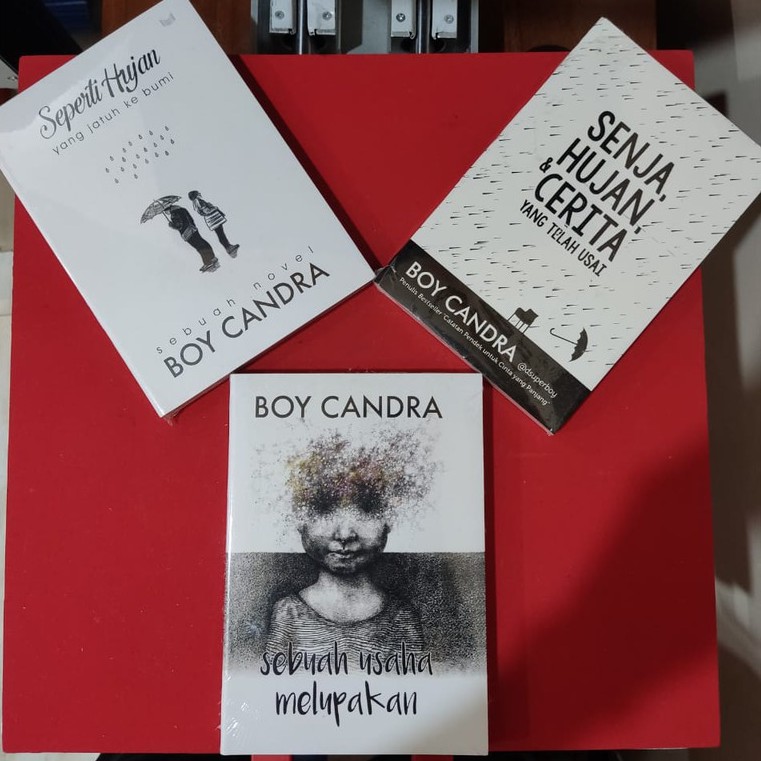 Seperti Hujan
yang jatuh ke bumi
sebuah novel
BOY CANDRA
SENJA,
HUJAN,
& CERITA
YANG TELAH USAI
BOY CANDRA
@dsuperboy
Penulis Bestseller "Catatan Pendek untuk Cinta yang Panjang"
BOY CANDRA
sebuah usaha
melupakan